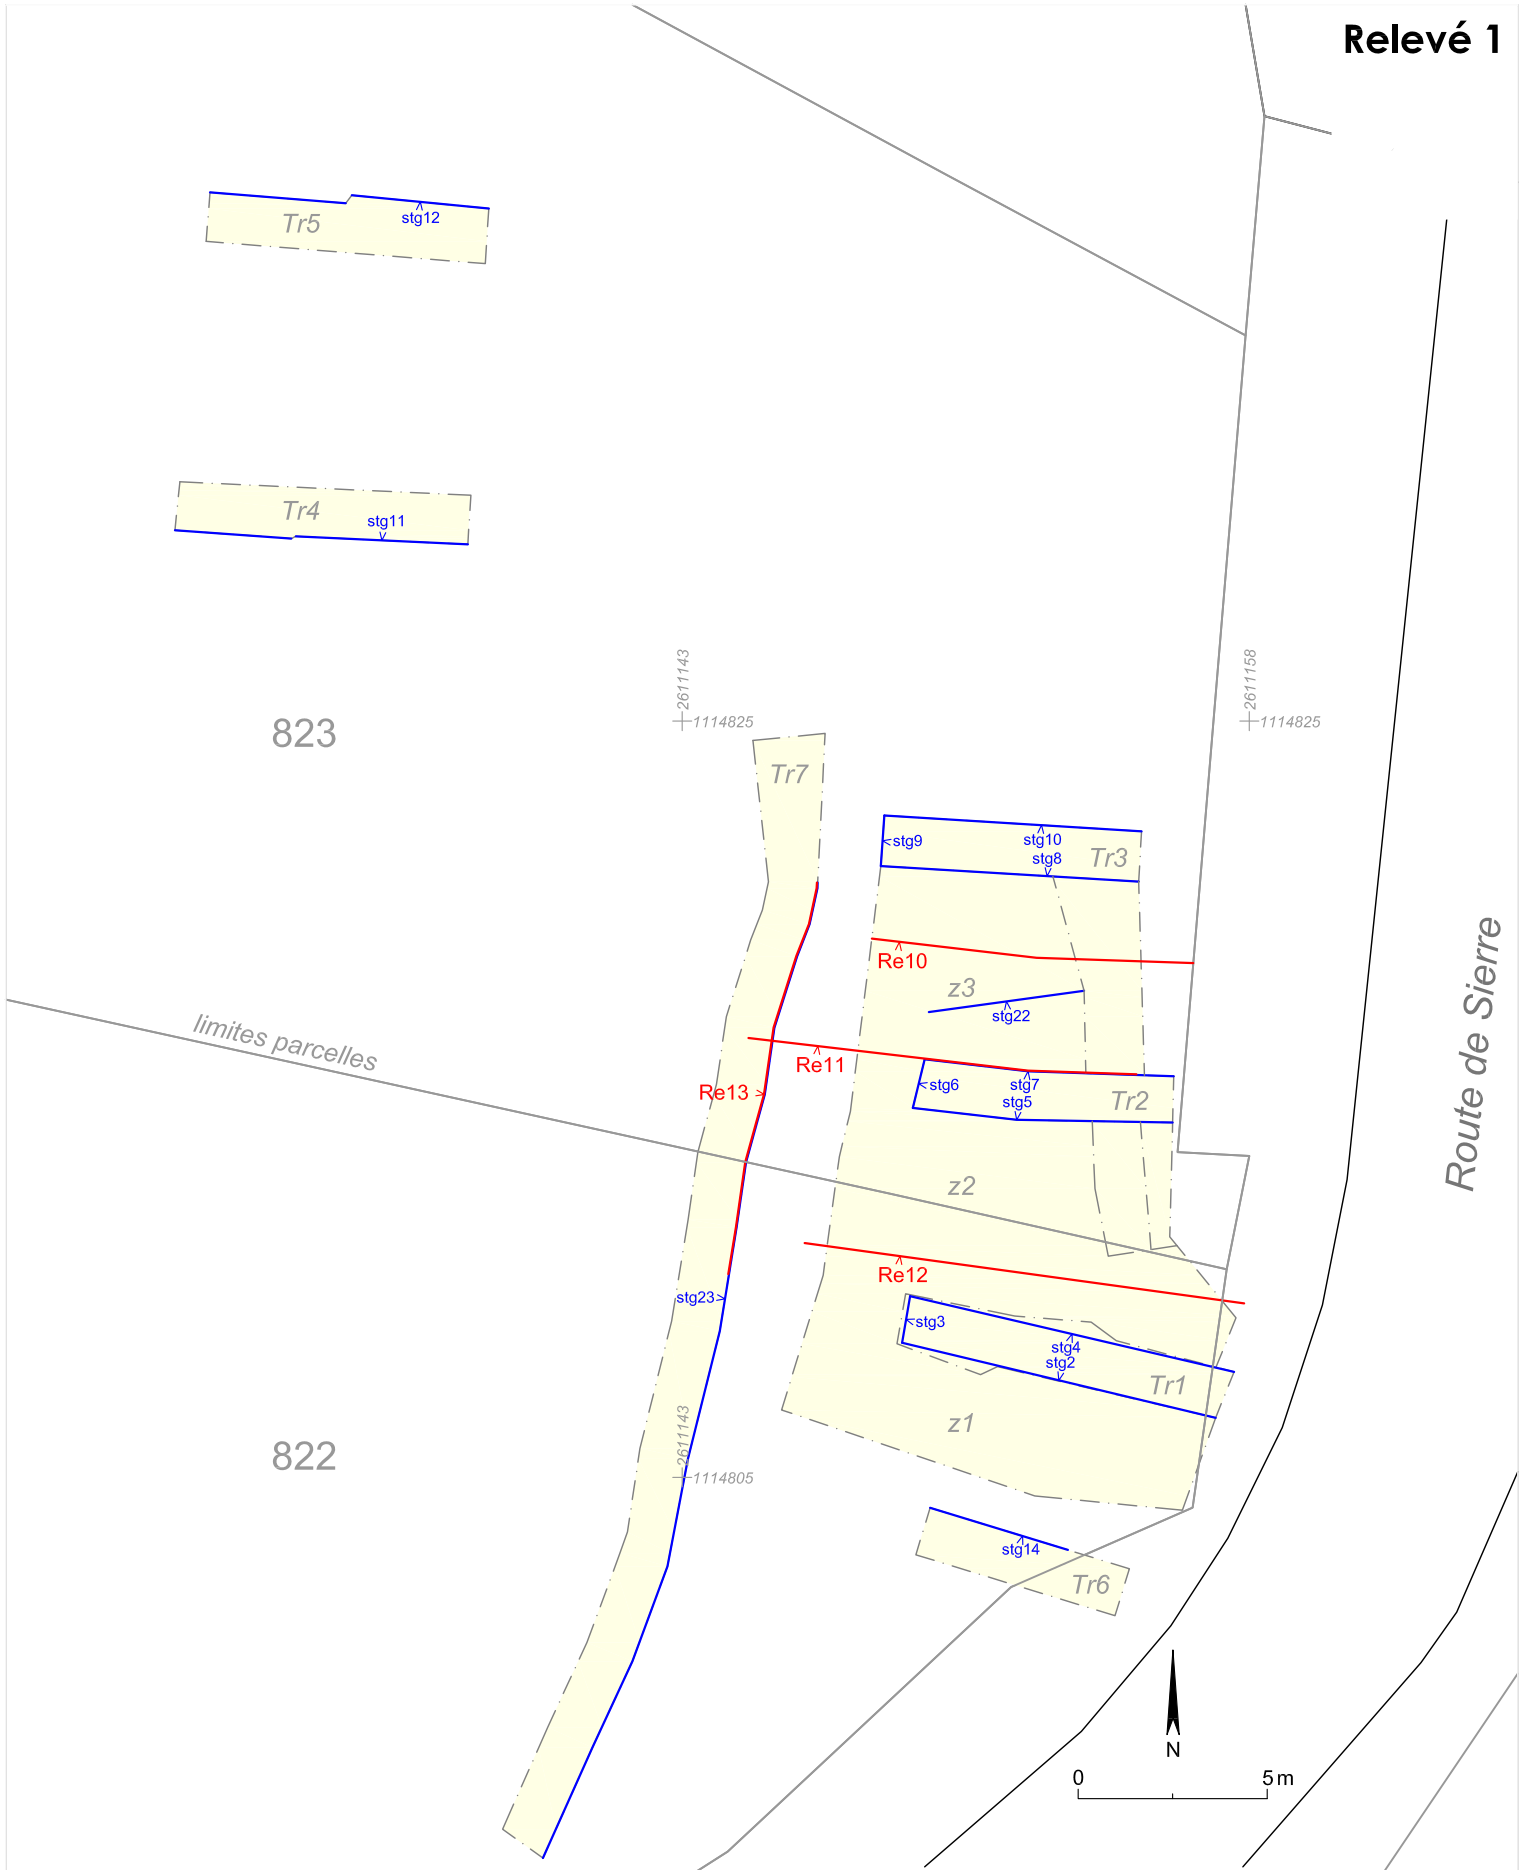 Relevé 1
Tr5
stg12
Tr4
stg11
2611143
1114825
2611158
1114825
823
Tr7
stg9
stg10
stg8
Tr3
Re10
z3
stg22
limites parcelles
Re11
Re13
stg6
stg7
stg5
Tr2
Route de Sierre
z2
Re12
stg23
stg3
stg4
stg2
Tr1
z1
822
2611143
1114805
stg14
Tr6
N
0 5m